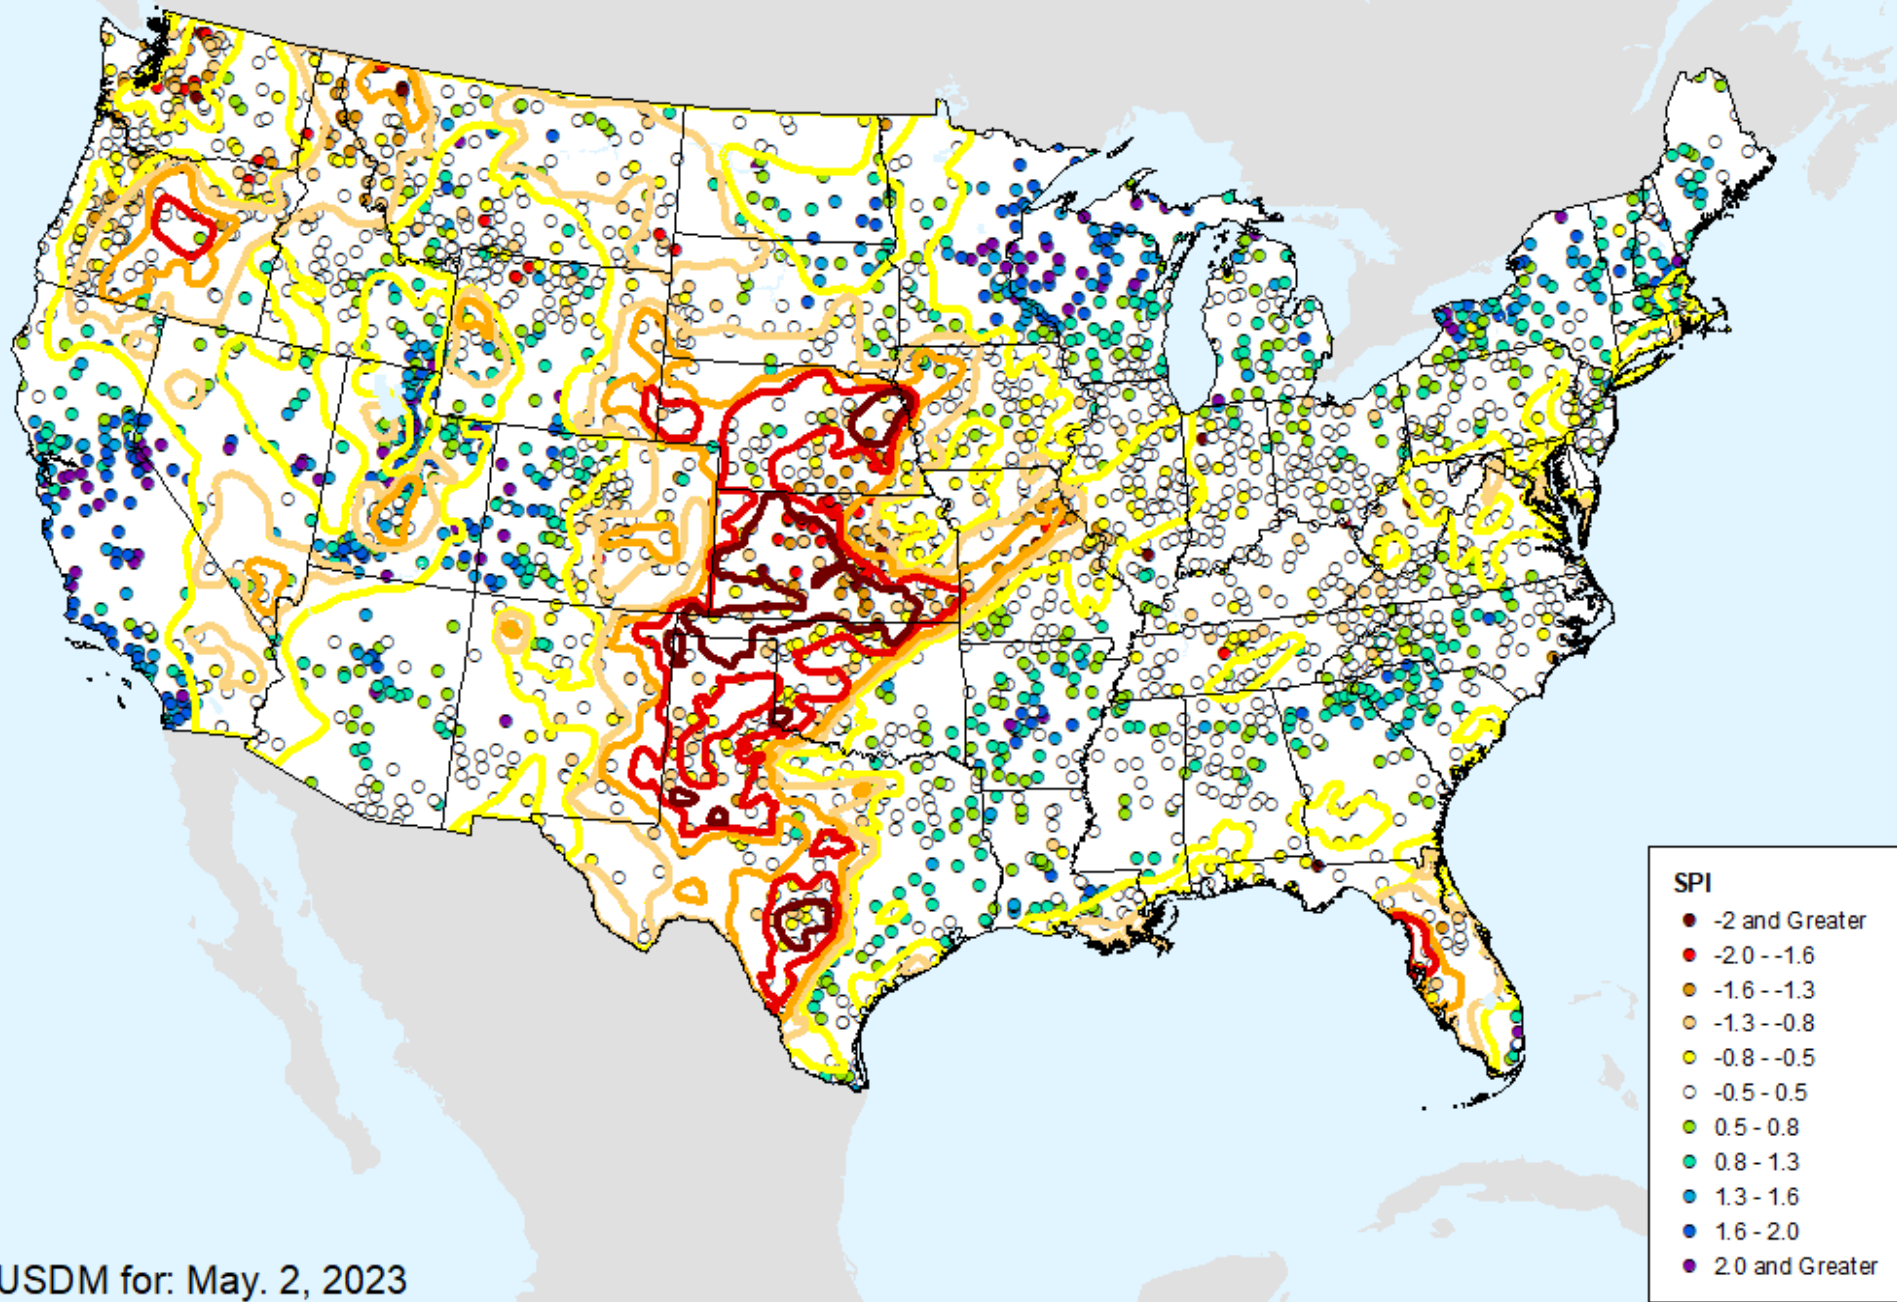 SPI
-2 and Greater
-2.0 - -1.6
-1.6 - -1.3
-1.3 - -0.8
-0.8 - -0.5
-0.5 - 0.5
0.5 - 0.8
0.8 - 1.3
1.3 - 1.6
1.6 - 2.0
2.0 and Greater
USDM for: May. 2, 2023